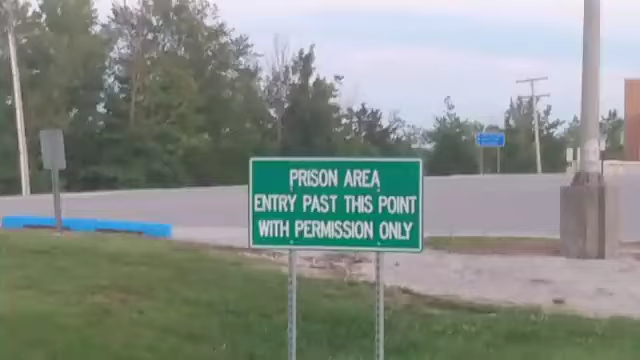 PRISON AREA
ENTRY PAST THIS POINT
WITH PERMISSION ONLY